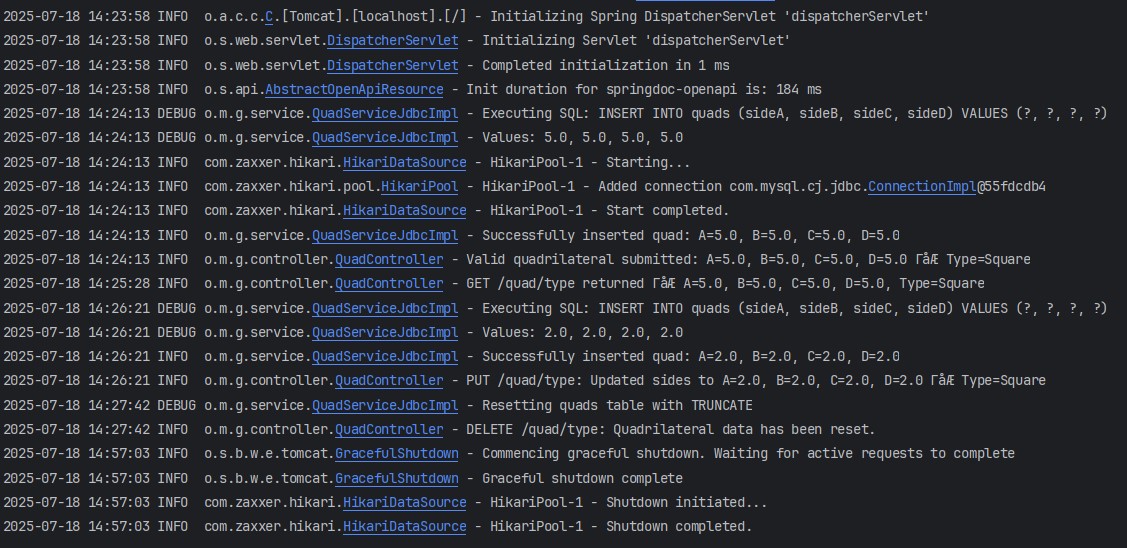 2025-07-18 14:23:58 INFO  o.a.c.c.C.[Tomcat].[localhost].[/] - Initializing Spring DispatcherServlet 'dispatcherServlet'
2025-07-18 14:23:58 INFO  o.s.web.servlet.DispatcherServlet - Initializing Servlet 'dispatcherServlet'
2025-07-18 14:23:58 INFO  o.s.web.servlet.DispatcherServlet - Completed initialization in 1 ms
2025-07-18 14:23:58 INFO  o.s.api.AbstractOpenApiResource - Init duration for springdoc-openapi is: 184 ms
2025-07-18 14:24:13 DEBUG o.m.g.service.QuadServiceJdbcImpl - Executing SQL: INSERT INTO quads (sideA, sideB, sideC, sideD) VALUES (?, ?, ?, ?)
2025-07-18 14:24:13 DEBUG o.m.g.service.QuadServiceJdbcImpl - Values: 5.0, 5.0, 5.0, 5.0
2025-07-18 14:24:13 INFO  com.zaxxer.hikari.HikariDataSource - HikariPool-1 - Starting...
2025-07-18 14:24:13 INFO  com.zaxxer.hikari.pool.HikariPool - HikariPool-1 - Added connection com.mysql.cj.jdbc.ConnectionImpl@55fdcdb4
2025-07-18 14:24:13 INFO  com.zaxxer.hikari.HikariDataSource - HikariPool-1 - Start completed.
2025-07-18 14:24:13 INFO  o.m.g.service.QuadServiceJdbcImpl - Successfully inserted quad: A=5.0, B=5.0, C=5.0, D=5.0
2025-07-18 14:24:13 INFO  o.m.g.controller.QuadController - Valid quadrilateral submitted: A=5.0, B=5.0, C=5.0, D=5.0 ΓåÆ Type=Square
2025-07-18 14:25:28 INFO  o.m.g.controller.QuadController - GET /quad/type returned ΓåÆ A=5.0, B=5.0, C=5.0, D=5.0, Type=Square
2025-07-18 14:26:21 DEBUG o.m.g.service.QuadServiceJdbcImpl - Executing SQL: INSERT INTO quads (sideA, sideB, sideC, sideD) VALUES (?, ?, ?, ?)
2025-07-18 14:26:21 DEBUG o.m.g.service.QuadServiceJdbcImpl - Values: 2.0, 2.0, 2.0, 2.0
2025-07-18 14:26:21 INFO  o.m.g.service.QuadServiceJdbcImpl - Successfully inserted quad: A=2.0, B=2.0, C=2.0, D=2.0
2025-07-18 14:26:21 INFO  o.m.g.controller.QuadController - PUT /quad/type: Updated sides to A=2.0, B=2.0, C=2.0, D=2.0 ΓåÆ Type=Square
2025-07-18 14:27:42 DEBUG o.m.g.service.QuadServiceJdbcImpl - Resetting quads table with TRUNCATE
2025-07-18 14:27:42 INFO  o.m.g.controller.QuadController - DELETE /quad/type: Quadrilateral data has been reset.
2025-07-18 14:57:03 INFO  o.s.b.w.e.tomcat.GracefulShutdown - Commencing graceful shutdown. Waiting for active requests to complete
2025-07-18 14:57:03 INFO  o.s.b.w.e.tomcat.GracefulShutdown - Graceful shutdown complete
2025-07-18 14:57:03 INFO  com.zaxxer.hikari.HikariDataSource - HikariPool-1 - Shutdown initiated...
2025-07-18 14:57:03 INFO  com.zaxxer.hikari.HikariDataSource - HikariPool-1 - Shutdown completed.